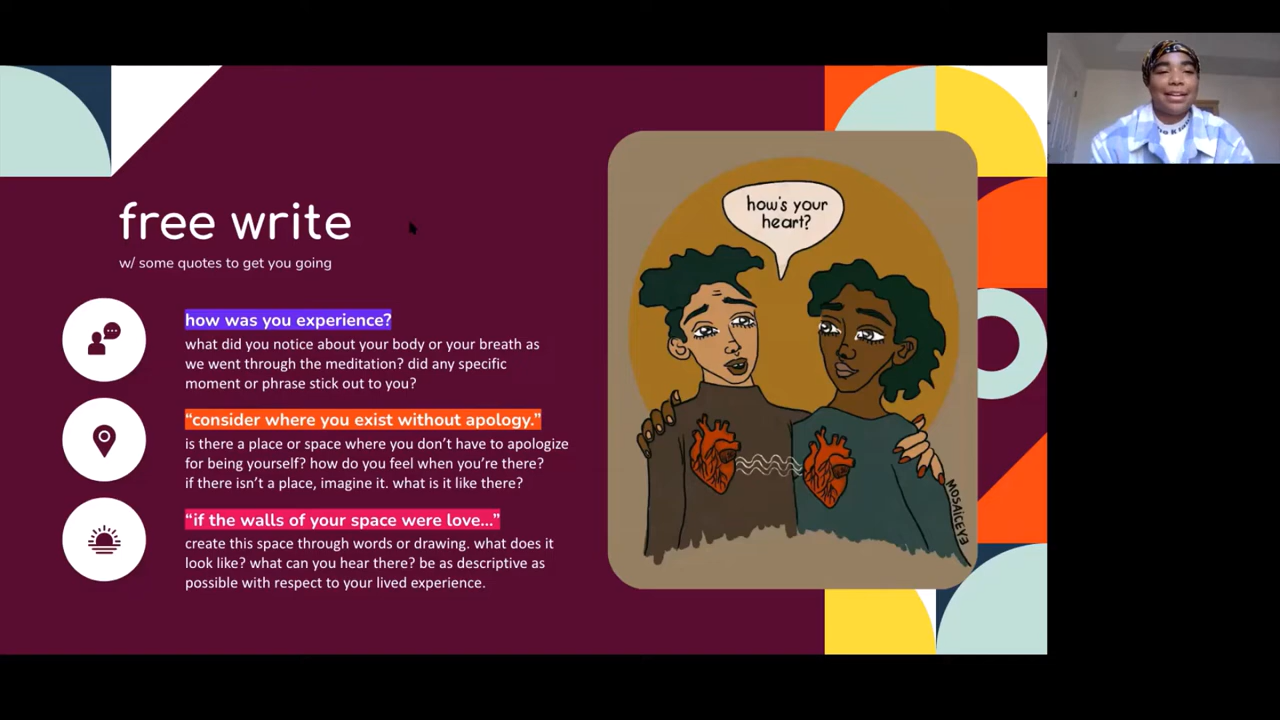 free write
w/ some quotes to get you going
how was you experience?
what did you notice about your body or your breath as
we went through the meditation? did any specific
moment or phrase stick out to you?
“consider where you exist without apology.”
is there a place or space where you don’t have to apologize
for being yourself? how do you feel when you’re there?
if there isn’t a place, imagine it. what is it like there?
“if the walls of your space were love...”
create this space through words or drawing. what does it
look like? what can you hear there? be as descriptive as
possible with respect to your lived experience.
how's your
heart?
MOSAICEYE